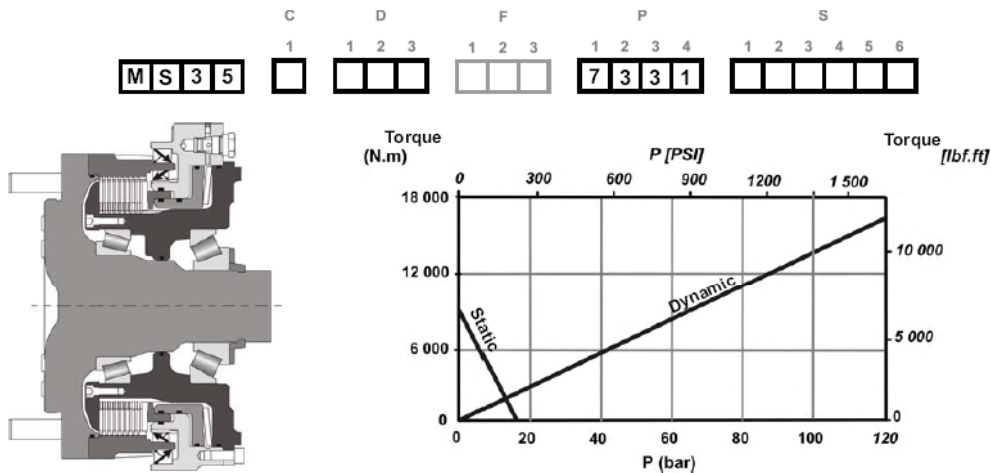 C D F P S
1 1 2 3 1 2 3 1 2 3 4 1 2 3 4 5 6
M S 3 5 7 3 3 1
Torque (N.m)
P [PSI]
Torque [lbf.ft]
0 300 600 900 1200 1 500
18 000
12 000
6 000
0
10 000
5 000
0
Static
Dynamic
0 20 40 60 80 100 120
P (bar)